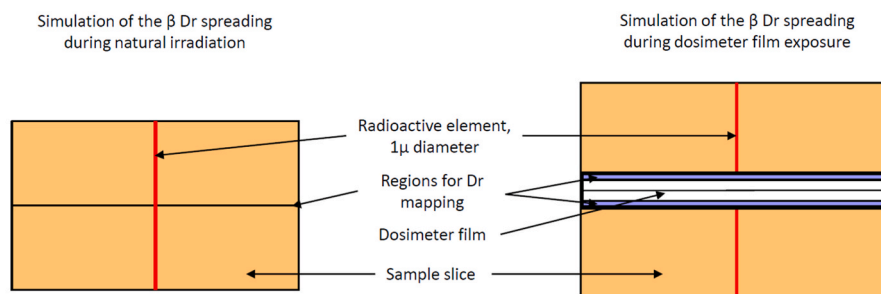 Simulation of the β Dr spreading
during natural irradiation
Simulation of the β Dr spreading
during dosimeter film exposure
Radioactive element,
1μ diameter
Regions for Dr
mapping
Dosimeter film
Sample slice